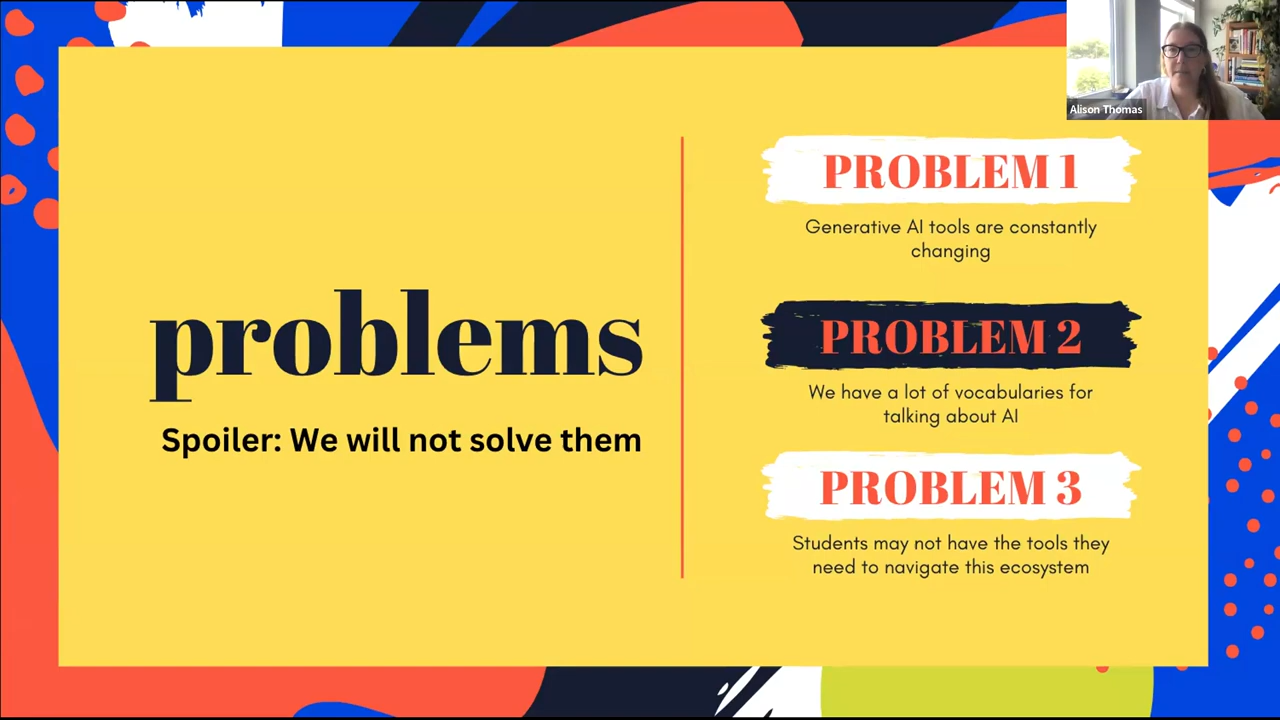 problems
Spoiler: We will not solve them
PROBLEM 1
Generative AI tools are constantly
changing
PROBLEM 2
We have a lot of vocabularies for
talking about AI
PROBLEM 3
Students may not have the tools they
need to navigate this ecosystem
Alison Thomas